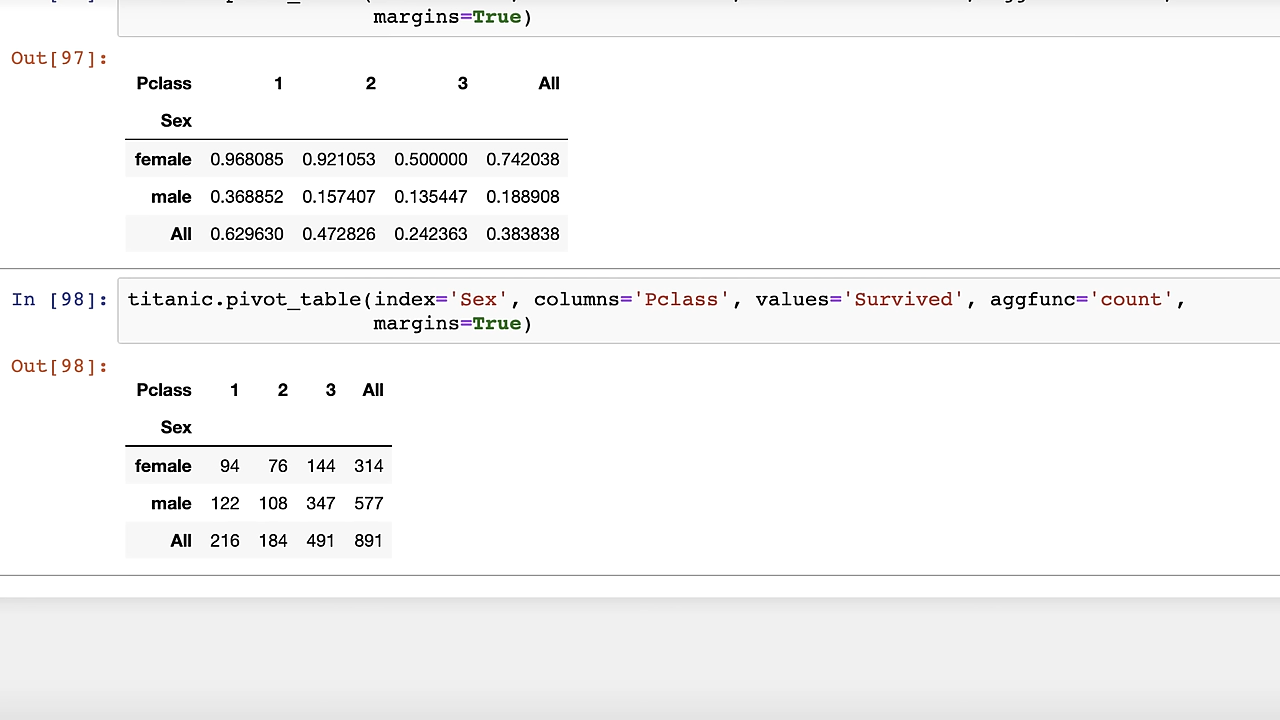 margins=True)
Out[97]:
Pclass 1 2 3 All
Sex
female 0.968085 0.921053 0.500000 0.742038
male 0.368852 0.157407 0.135447 0.188908
All 0.629630 0.472826 0.242363 0.383838
In [98]: titanic.pivot_table(index='Sex', columns='Pclass', values='Survived', aggfunc='count',
margins=True)
Out[98]:
Pclass 1 2 3 All
Sex
female 94 76 144 314
male 122 108 347 577
All 216 184 491 891